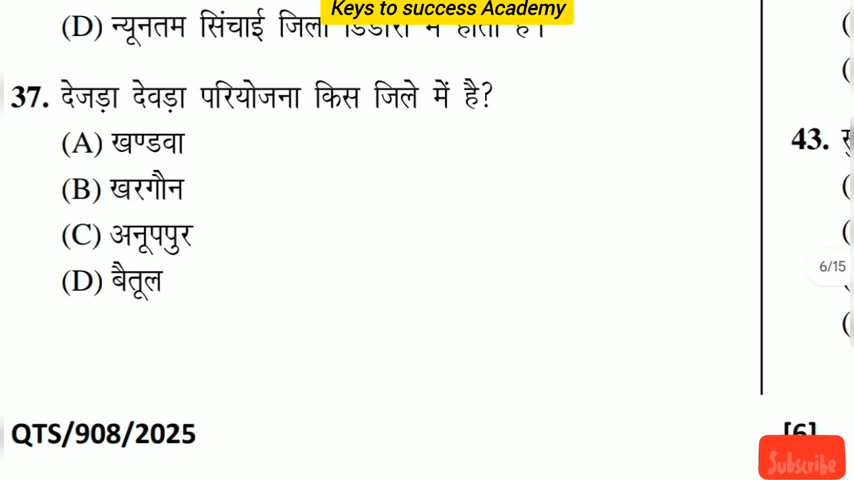 Keys to success Academy
(D) न्यूनतम सिंचाई जिला डिंडोरी में होती है।
37. देजड़ा देवड़ा परियोजना किस जिले में है?
(A) खण्डवा
(B) खरगौन
(C) अनूपपुर
(D) बैतूल
QTS/908/2025
43.
6/15
[6]
Subscribe